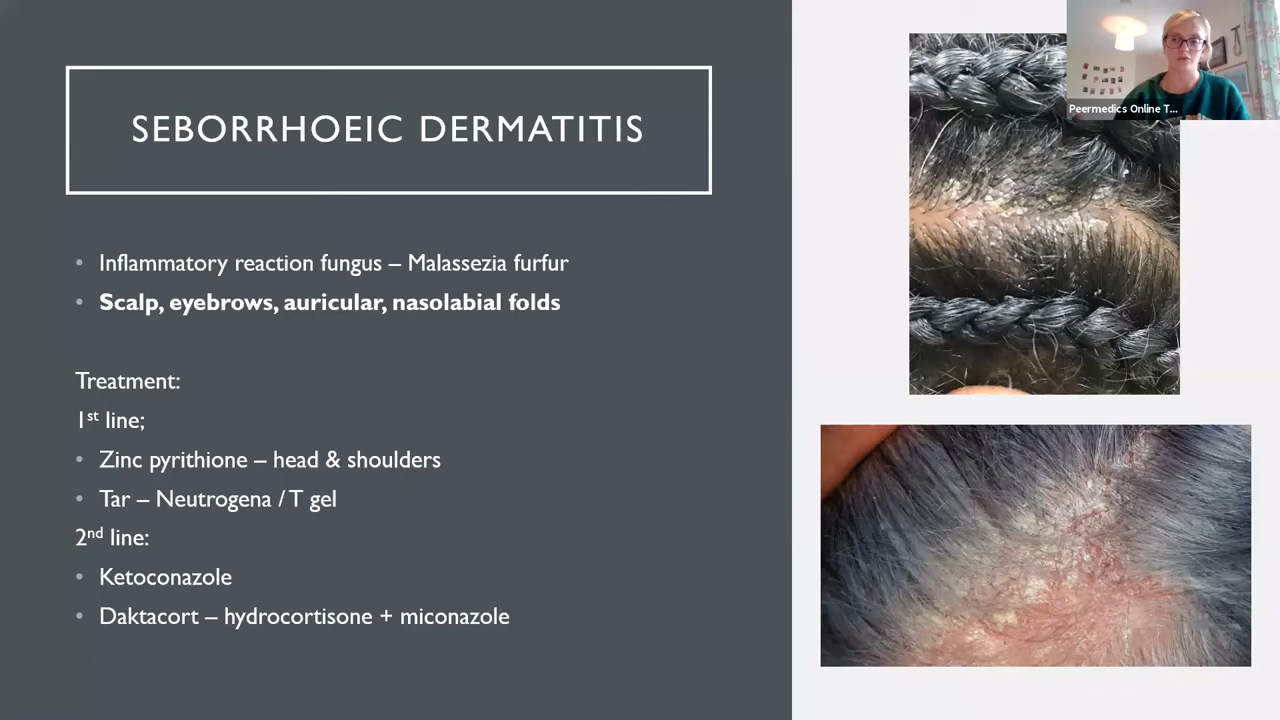 SEBORRHOEIC DERMATITIS
Peermedics Online T...
• Inflammatory reaction fungus – Malassezia furfur
• Scalp, eyebrows, auricular, nasolabial folds
Treatment:
1st line;
• Zinc pyrithione – head & shoulders
• Tar – Neutrogena / T gel
2nd line:
• Ketoconazole
• Daktacort – hydrocortisone + miconazole